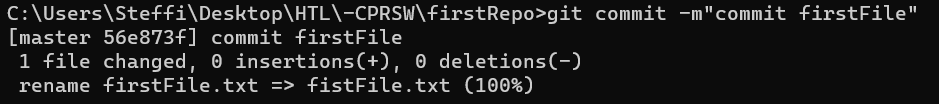 C:\Users\Steffi\Desktop\HTL\-CPRSW\firstRepo>git commit -m"commit firstFile"
[master 56e873f] commit firstFile
 1 file changed, 0 insertions(+), 0 deletions(-)
 rename firstFile.txt => fistFile.txt (100%)